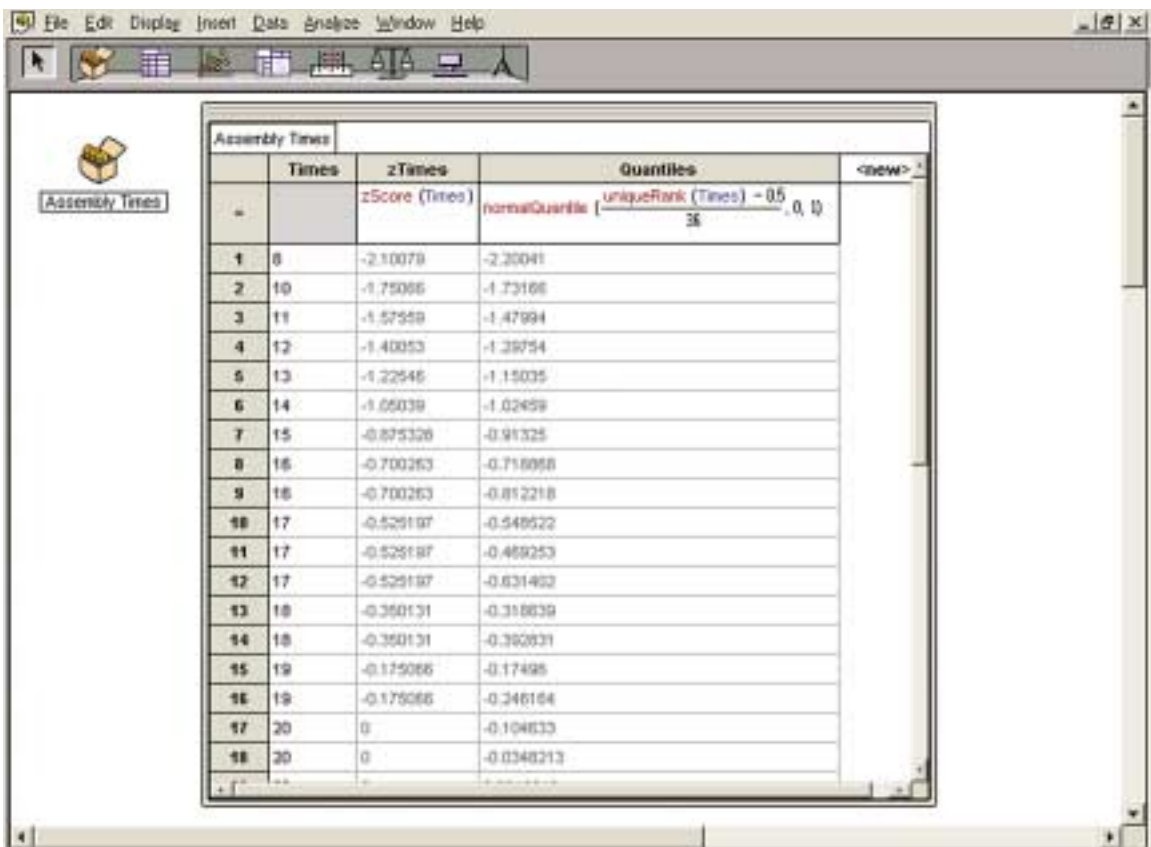 File Edit Display Insert Data Analyze Window Help
Assembly Times
Assembly Times
Times zTimes Quantiles <new>
= zScore (Times) normalQuantile (uniqueRank (Times) - 0.5 / 36, 0, 1)
1 8 -2.10079 -2.20041
2 10 -1.75066 -1.73166
3 11 -1.57559 -1.47994
4 12 -1.40053 -1.29754
5 13 -1.22546 -1.15035
6 14 -1.05039 -1.02459
7 15 -0.875328 -0.91325
8 16 -0.700263 -0.718868
9 16 -0.700263 -0.812218
10 17 -0.525197 -0.548522
11 17 -0.525197 -0.469253
12 17 -0.525197 -0.631402
13 18 -0.350131 -0.318639
14 18 -0.350131 -0.392831
15 19 -0.175066 -0.17495
16 19 -0.175066 -0.246164
17 20 0 -0.104633
18 20 0 -0.0348213